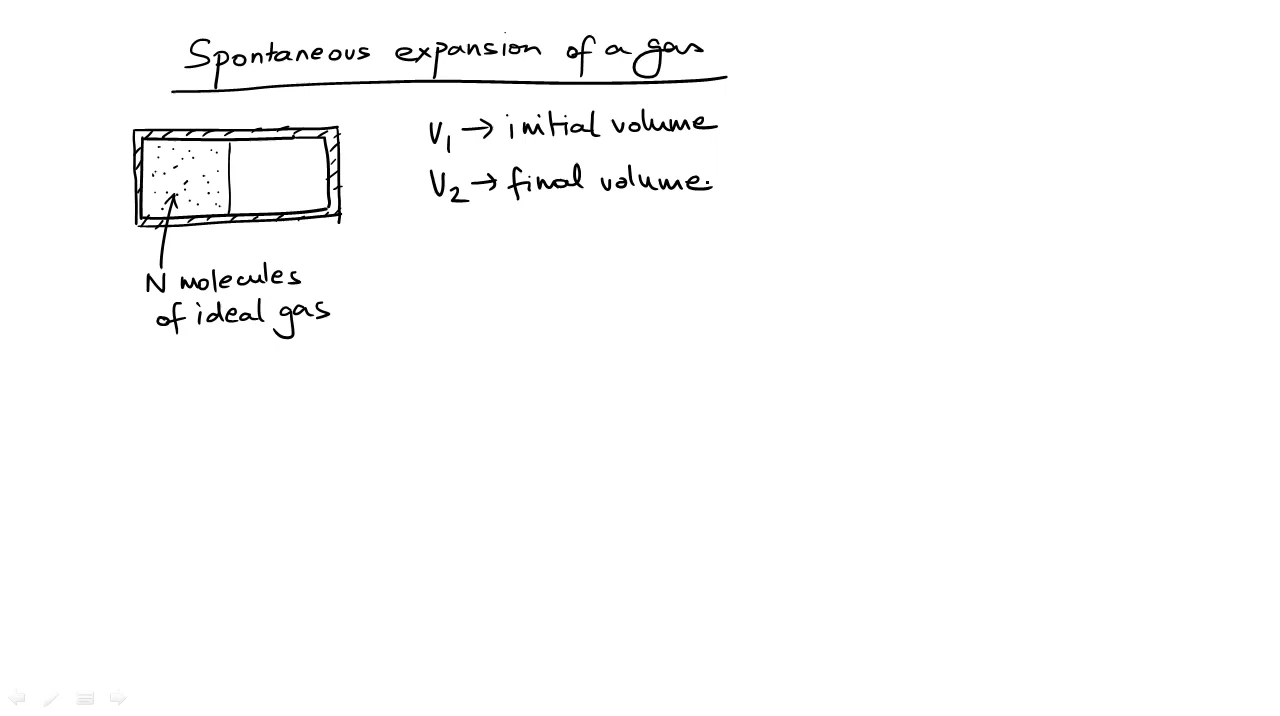 Spontaneous expansion of a gas
V₁ → initial volume
V₂ → final volume.
N molecules
of ideal gas